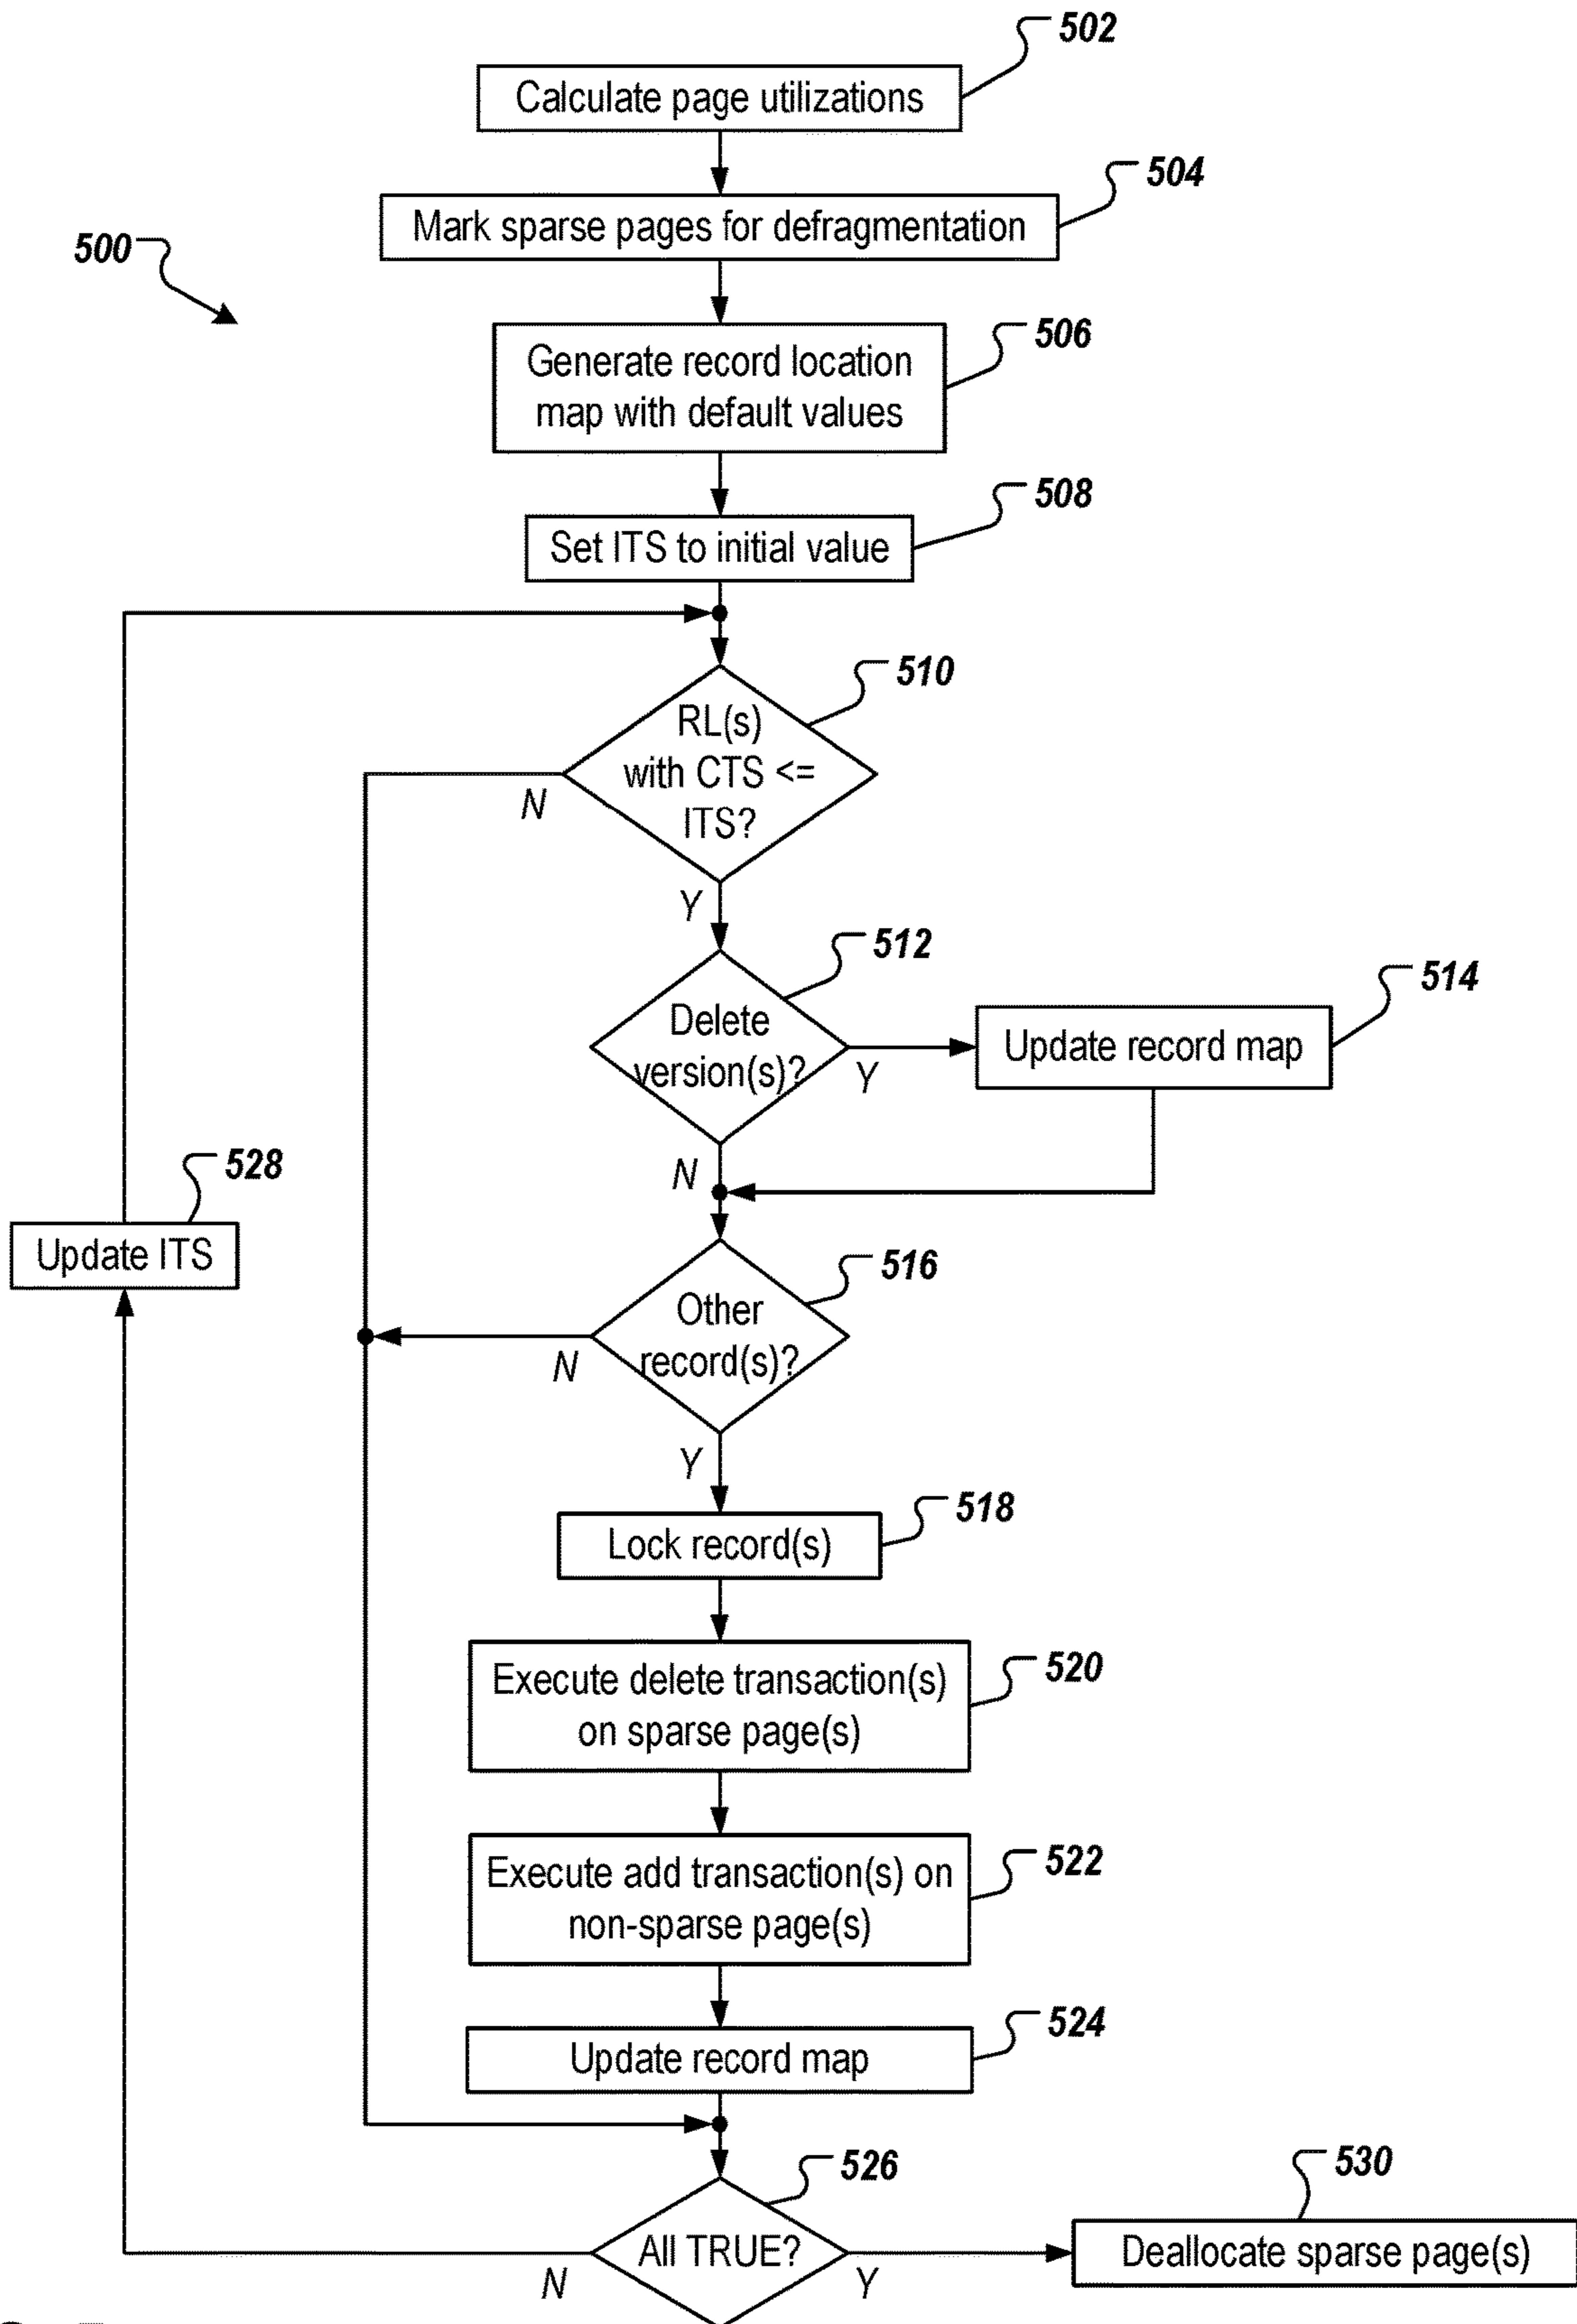 502
Calculate page utilizations
504
Mark sparse pages for defragmentation
500
506
Generate record location
map with default values
508
Set ITS to initial value
510
RL(s)
with CTS <=
ITS?
N
Y
512
Delete
version(s)?
Y
514
Update record map
N
528
Update ITS
516
Other
record(s)?
N
Y
518
Lock record(s)
520
Execute delete transaction(s)
on sparse page(s)
522
Execute add transaction(s) on
non-sparse page(s)
524
Update record map
526
All TRUE?
N
Y
530
Deallocate sparse page(s)